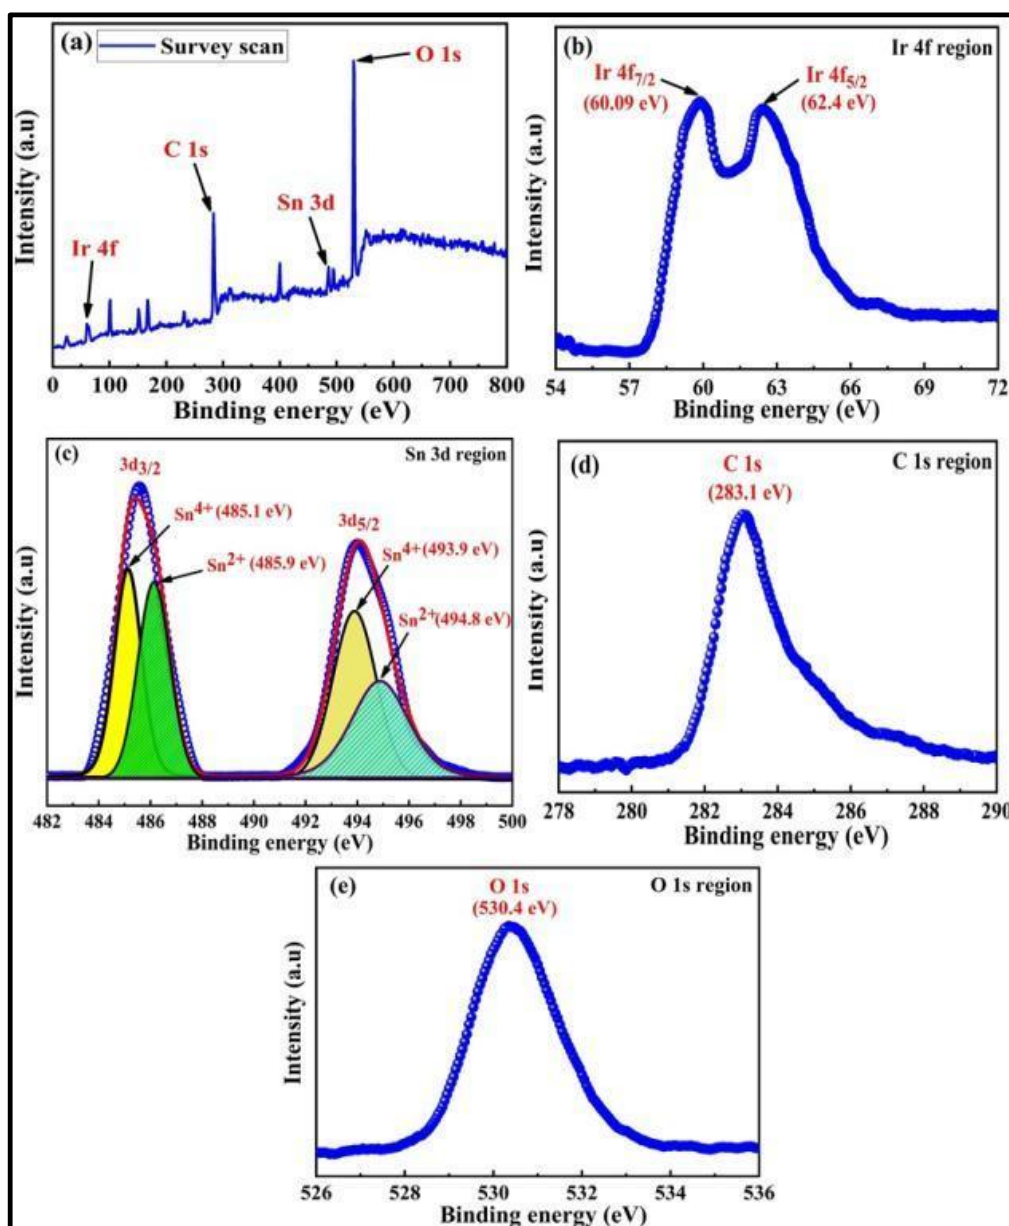 (a)
Survey scan
O 1s
C 1s
Sn 3d
Ir 4f
Intensity (a.u)
0 100 200 300 400 500 600 700 800
Binding energy (eV)
(b)
Ir 4f region
Ir 4f7/2
(60.09 eV)
Ir 4f5/2
(62.4 eV)
Intensity (a.u)
54 57 60 63 66 69 72
Binding energy (eV)
(c)
Sn 3d region
3d3/2
Sn4+ (485.1 eV)
Sn2+ (485.9 eV)
3d5/2
Sn4+ (493.9 eV)
Sn2+ (494.8 eV)
Intensity (a.u)
482 484 486 488 490 492 494 496 498 500
Binding energy (eV)
(d)
C 1s region
C 1s
(283.1 eV)
Intensity (a.u)
278 280 282 284 286 288 290
Binding energy (eV)
(e)
O 1s region
O 1s
(530.4 eV)
Intensity (a.u)
526 528 530 532 534 536
Binding energy (eV)